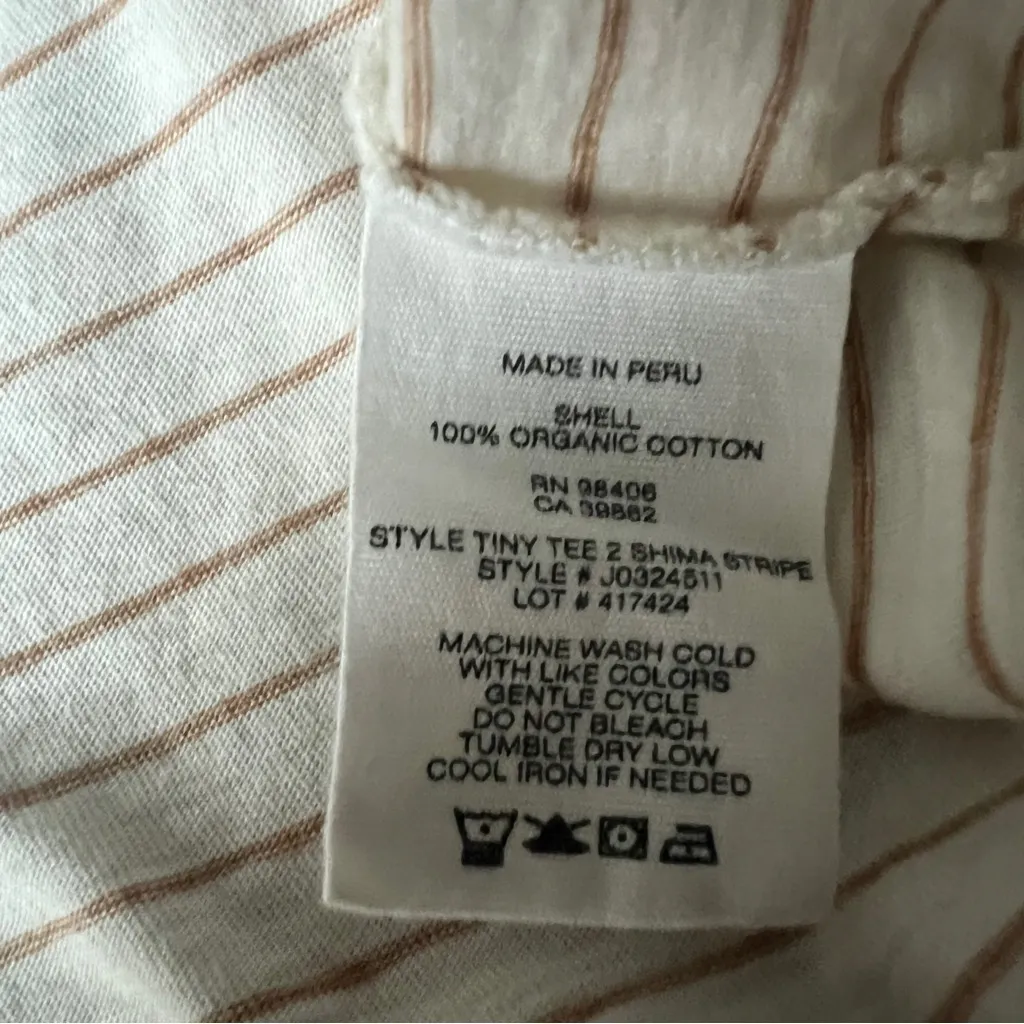 MADE IN PERU
SHELL
100% ORGANIC COTTON
RN 98406
CA 39862
STYLE TINY TEE 2 SHIMA STRIPE
STYLE # J0324511
LOT # 417424
MACHINE WASH COLD
WITH LIKE COLORS
GENTLE CYCLE
DO NOT BLEACH
TUMBLE DRY LOW
COOL IRON IF NEEDED